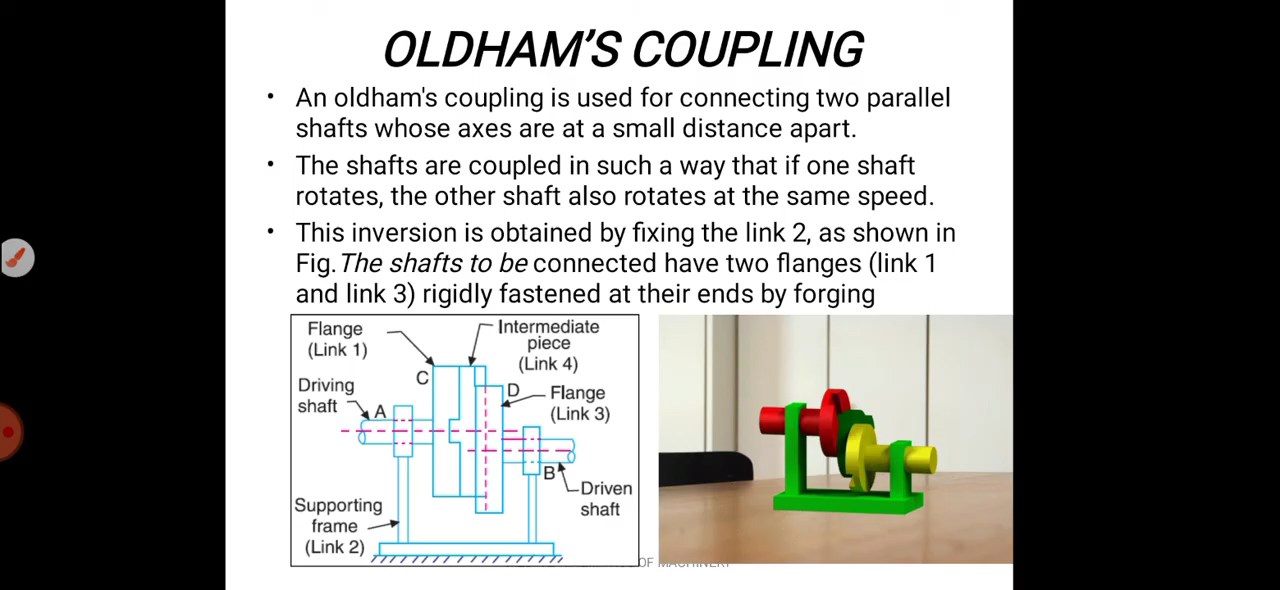 OLDHAM'S COUPLING
• An oldham's coupling is used for connecting two parallel
shafts whose axes are at a small distance apart.
• The shafts are coupled in such a way that if one shaft
rotates, the other shaft also rotates at the same speed.
• This inversion is obtained by fixing the link 2, as shown in
Fig.The shafts to be connected have two flanges (link 1
and link 3) rigidly fastened at their ends by forging
Flange
(Link 1)
Intermediate
piece
(Link 4)
C
D
Flange
(Link 3)
Driving
shaft
A
B
Driven
shaft
Supporting
frame
(Link 2)
OF MACHINERY